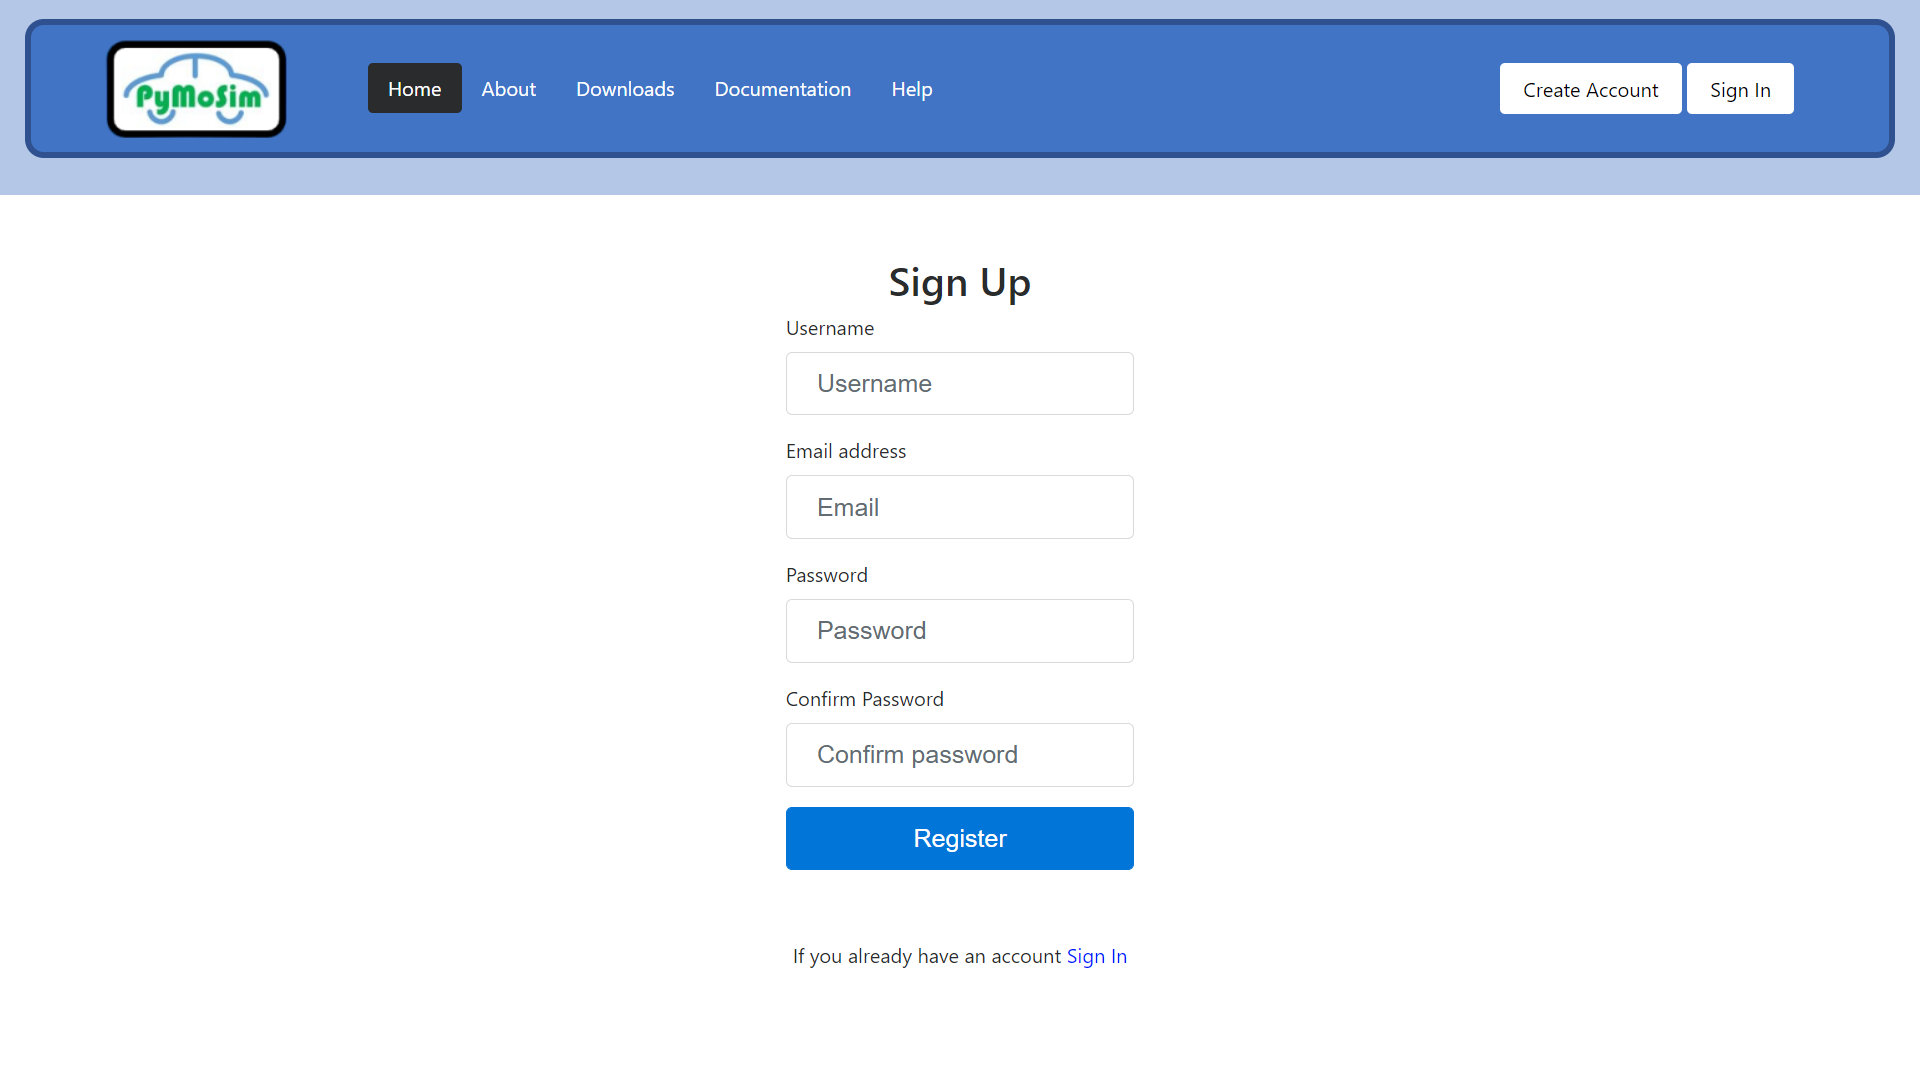 PyMoSim
Home About Downloads Documentation Help Create Account Sign In
Sign Up
Username
Username
Email address
Email
Password
Password
Confirm Password
Confirm password
Register
If you already have an account Sign In